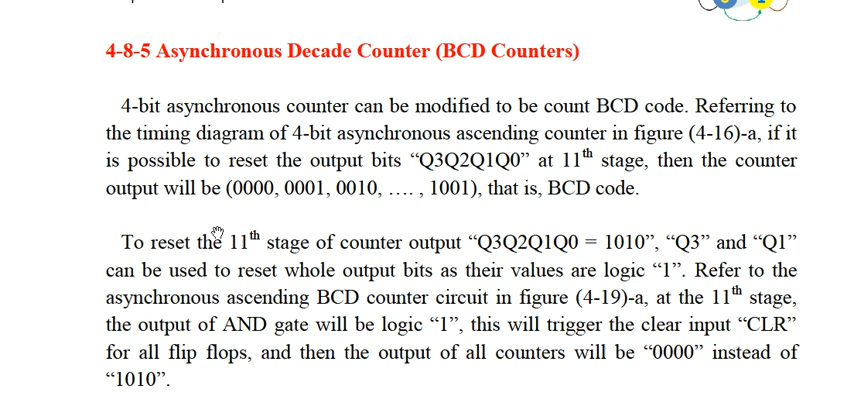 4-8-5 Asynchronous Decade Counter (BCD Counters)
4-bit asynchronous counter can be modified to be count BCD code. Referring to
the timing diagram of 4-bit asynchronous ascending counter in figure (4-16)-a, if it
is possible to reset the output bits “Q3Q2Q1Q0” at 11th stage, then the counter
output will be (0000, 0001, 0010, …. , 1001), that is, BCD code.
To reset the 11th stage of counter output “Q3Q2Q1Q0 = 1010”, “Q3” and “Q1”
can be used to reset whole output bits as their values are logic “1”. Refer to the
asynchronous ascending BCD counter circuit in figure (4-19)-a, at the 11th stage,
the output of AND gate will be logic “1”, this will trigger the clear input “CLR”
for all flip flops, and then the output of all counters will be “0000” instead of
“1010”.